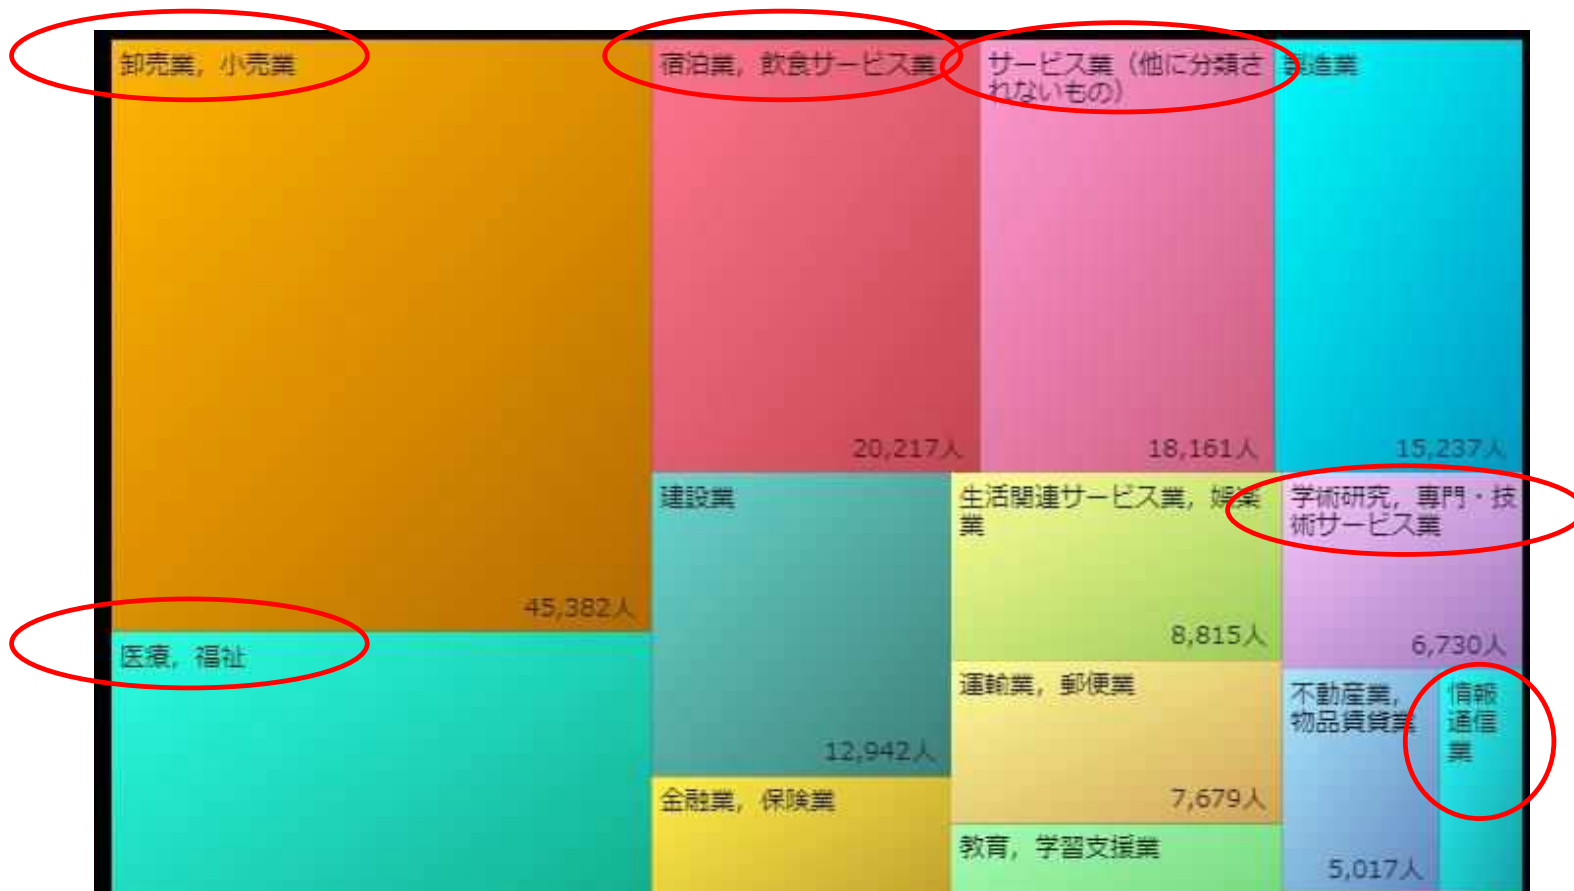 卸売業，小売業
45,382人
医療，福祉
宿泊業，飲食サービス業
20,217人
サービス業（他に分類さ
れないもの）
18,161人
製造業
15,237人
建設業
12,942人
金融業，保険業
生活関連サービス業，娯楽
業
8,815人
運輸業，郵便業
7,679人
教育，学習支援業
学術研究，専門・技
術サービス業
6,730人
不動産業，
物品賃貸業
5,017人
情報
通信
業